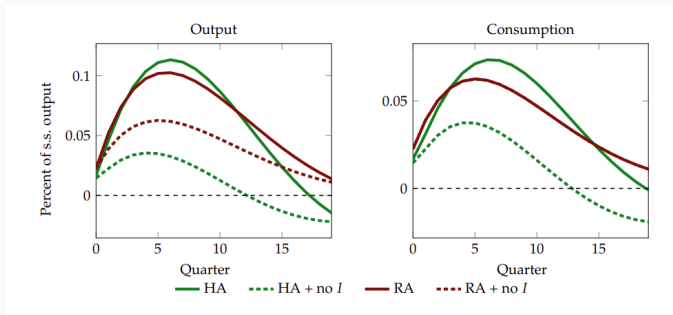 Output
Consumption
Percent of s.s. output
0.1
0.05
0
0
5
10
15
Quarter
0.05
0
0
5
10
15
Quarter
HA HA + no I RA RA + no I